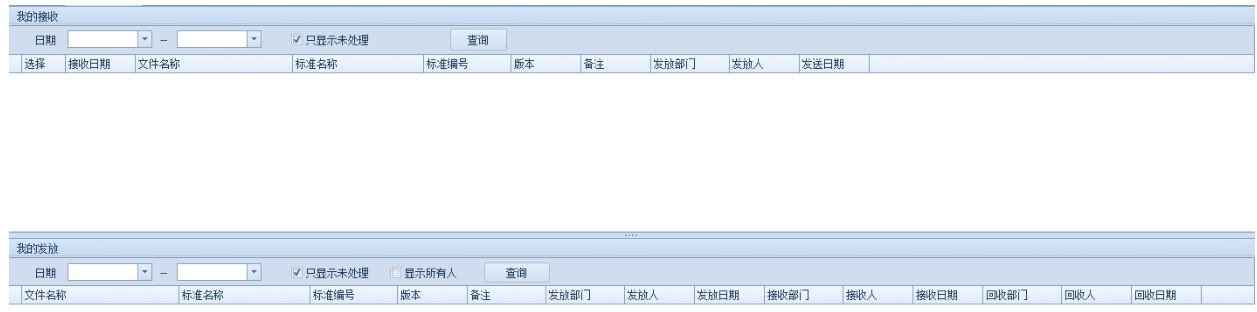 我的接收
日期 -- 只显示未处理 查询
选择 接收日期 文件名称 标准名称 标准编号 版本 备注 发放部门 发放人 发送日期
我的发放
日期 -- 只显示未处理 显示所有人 查询
文件名称 标准名称 标准编号 版本 备注 发放部门 发放人 发放日期 接收部门 接收人 接收日期 回收部门 回收人 回收日期